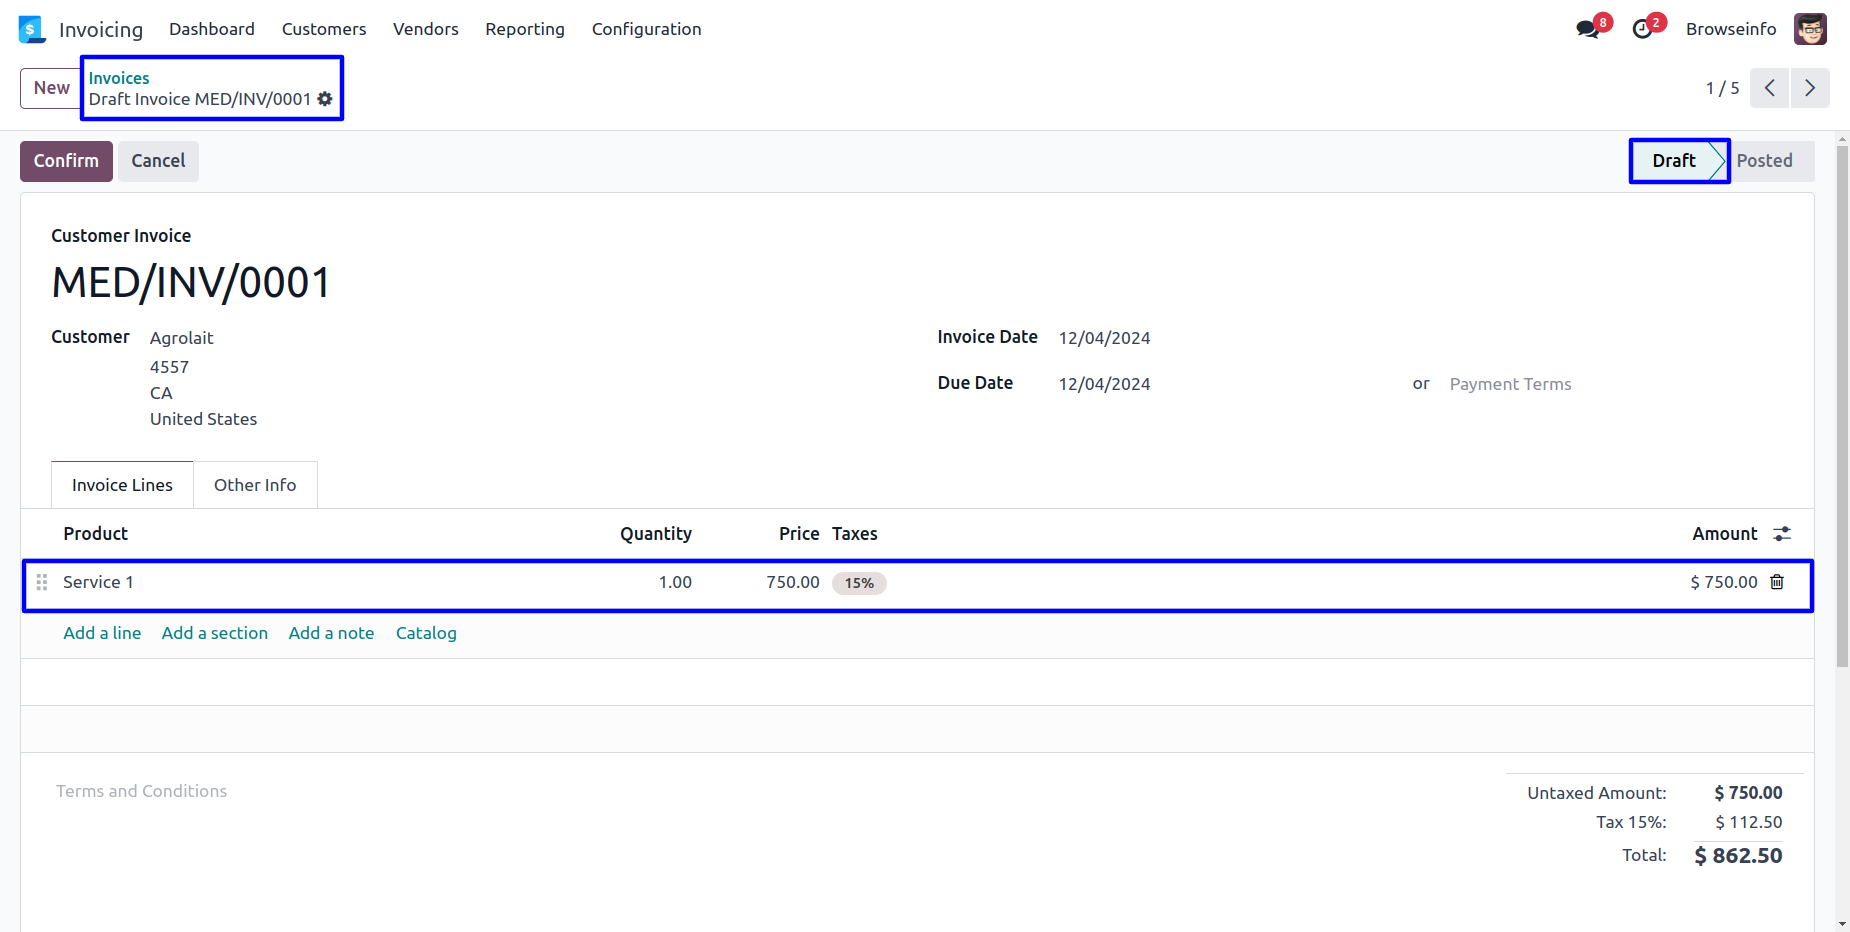 $ Invoicing Dashboard Customers Vendors Reporting Configuration 8 2 Browseinfo
New Invoices 1 / 5
Draft Invoice MED/INV/0001
Confirm Cancel Draft Posted
Customer Invoice
MED/INV/0001
Customer Agrolait Invoice Date 12/04/2024
4557
CA Due Date 12/04/2024 or Payment Terms
United States
Invoice Lines Other Info
Product Quantity Price Taxes Amount
Service 1 1.00 750.00 15% $ 750.00
Add a line Add a section Add a note Catalog
Terms and Conditions Untaxed Amount: $ 750.00
Tax 15%: $ 112.50
Total: $ 862.50